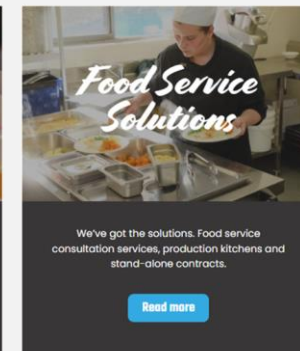 Food Service
Solutions
We've got the solutions. Food service
consultation services, production kitchens and
stand-alone contracts.
Read more